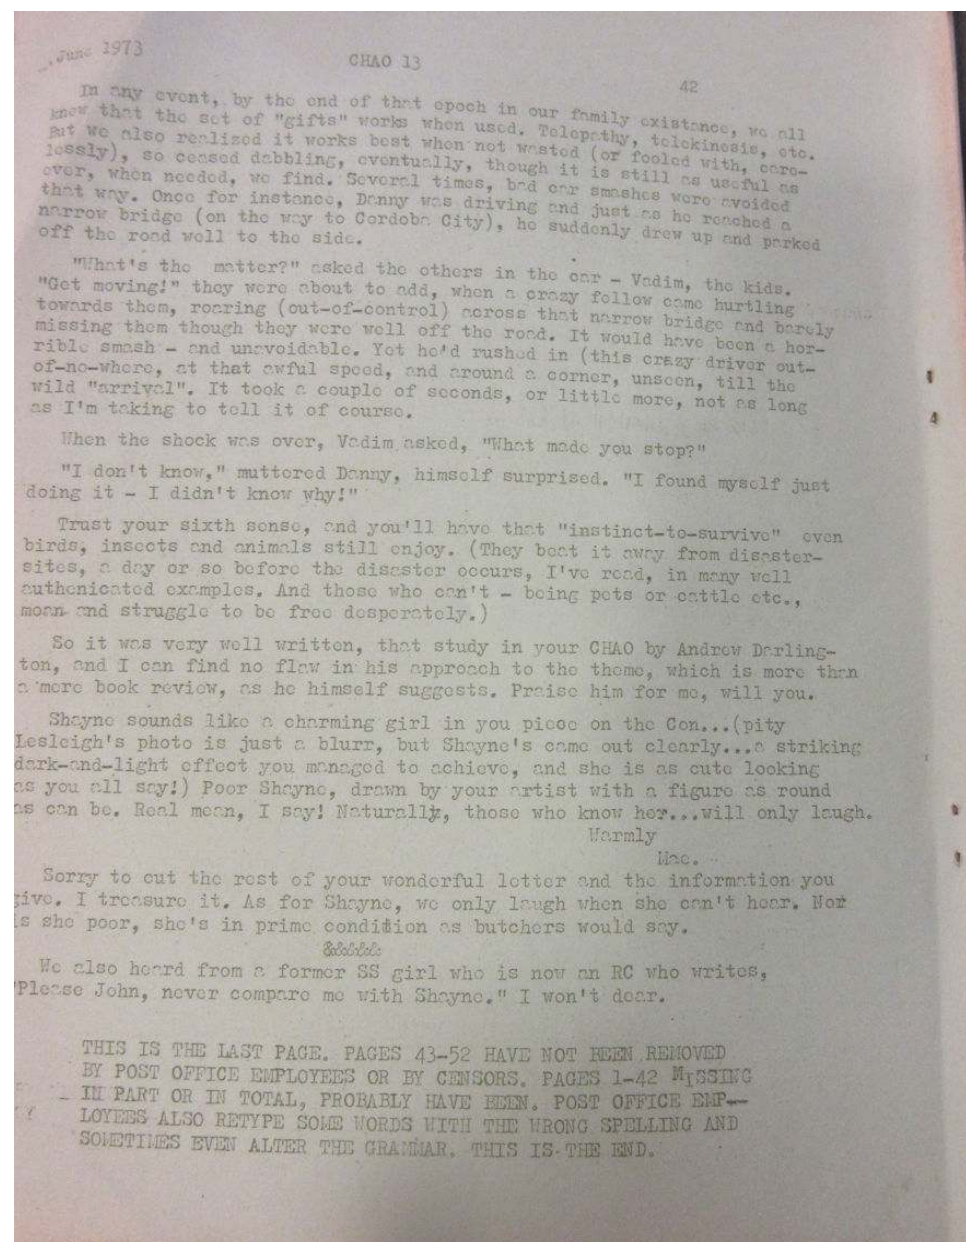 June 1973
CHAO 13
42
In any event, by the end of that epoch in our family existance, we all
knew that the set of "gifts" works when used. Telepathy, telekinesis, etc.
But we also realised it works best when not wasted (or fooled with, care-
lessly), so ceased dabbling, eventually, though it is still as useful as
ever, when needed, we find. Several times, bad car smashes were avoided
that way. Once for instance, Danny was driving and just as he reached a
narrow bridge (on the way to Cordoba City), he suddenly drew up and parked
off the road well to the side.
"What's the matter?" asked the others in the car - Vadim, the kids.
"Get moving!" they were about to add, when a crazy fellow came hurtling
towards them, roaring (out-of-control) across that narrow bridge and barely
missing them though they were well off the road. It would have been a hor-
rible smash - and unavoidable. Yet he'd rushed in (this crazy driver out-
of-no-where, at that awful speed, and around a corner, unseen, till the
wild "arrival". It took a couple of seconds, or little more, not as long
as I'm taking to tell it of course.
When the shock was over, Vadim asked, "What made you stop?"
"I don't know," muttered Danny, himself surprised. "I found myself just
doing it - I didn't know why!"
Trust your sixth sense, and you'll have that "instinct-to-survive" even
birds, insects and animals still enjoy. (They beat it away from disaster-
sites, a day or so before the disaster occurs, I've read, in many well
authenicated examples. And those who can't - being pets or cattle etc.,
moan and struggle to be free desperately.)
So it was very well written, that study in your CHAO by Andrew Darling-
ton, and I can find no flaw in his approach to the theme, which is more than
a mere book review, as he himself suggests. Praise him for me, will you.
Shayne sounds like a charming girl in you piece on the Con...(pity
Lesleigh's photo is just a blurr, but Shayne's came out clearly...a striking
dark-and-light effect you managed to achieve, and she is as cute looking
as you all say!) Poor Shayne, drawn by your artist with a figure as round
as can be. Real mean, I say! Naturally, those who know her...will only laugh.
Warmly
Mae.
Sorry to cut the rest of your wonderful letter and the information you
give. I treasure it. As for Shayne, we only laugh when she can't hear. Nor
is she poor, she's in prime condition as butchers would say.
&&&&&&
We also heard from a former SS girl who is now an RC who writes,
"Please John, never compare me with Shayne." I won't dear.
THIS IS THE LAST PAGE. PAGES 43-52 HAVE NOT BEEN REMOVED
BY POST OFFICE EMPLOYEES OR BY CENSORS. PAGES 1-42 MISSING
IN PART OR IN TOTAL, PROBABLY HAVE BEEN. POST OFFICE EMP-
LOYEES ALSO RETYPE SOME WORDS WITH THE WRONG SPELLING AND
SOMETIMES EVEN ALTER THE GRAMMAR. THIS IS THE END.